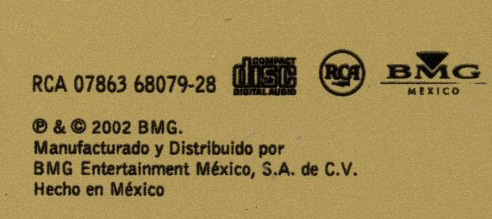 RCA 07863 68079-28
COMPACT
disc
DIGITAL AUDIO
RCA
BMG
MEXICO
℗ & © 2002 BMG.
Manufacturado y Distribuido por
BMG Entertainment México, S.A. de C.V.
Hecho en México